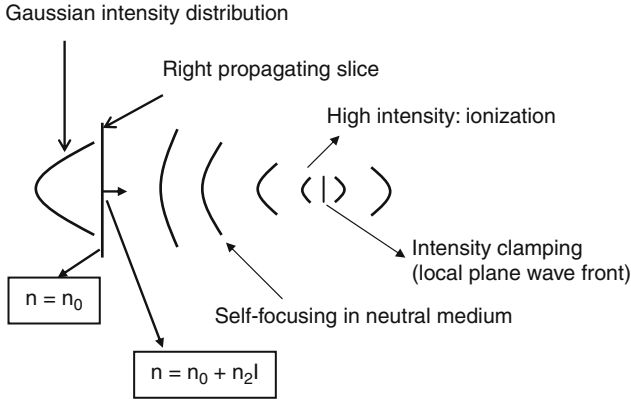 Gaussian intensity distribution
Right propagating slice
High intensity: ionization
Intensity clamping
(local plane wave front)
n = n₀
Self-focusing in neutral medium
n = n₀ + n₂I